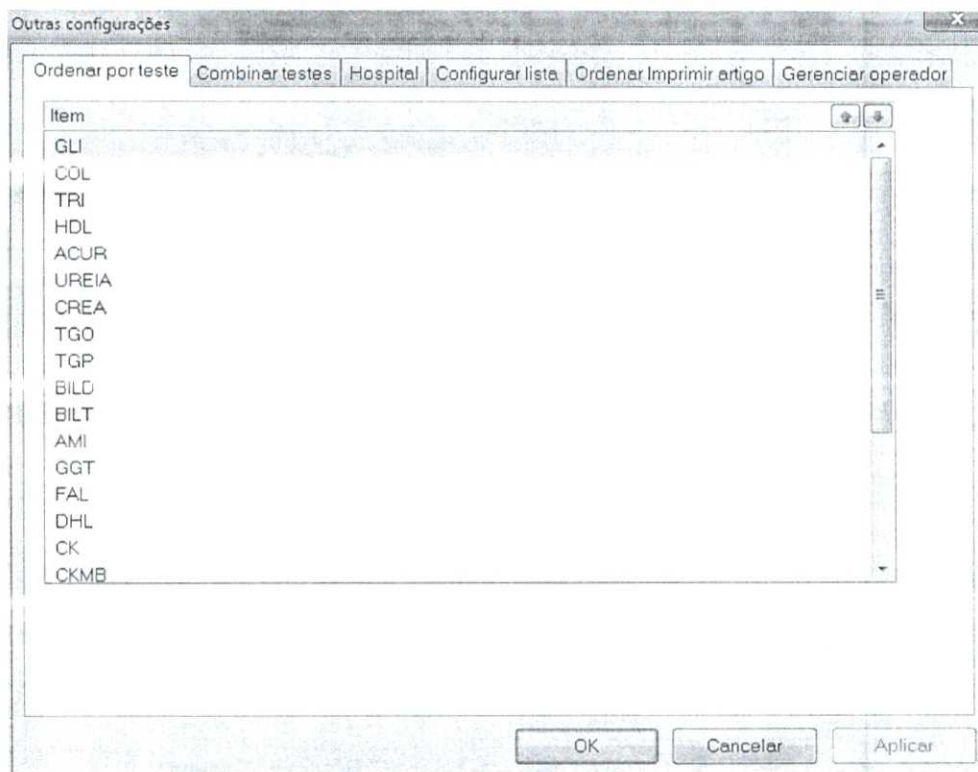 Outras configurações
Ordenar por teste Combinar testes Hospital Configurar lista Ordenar Imprimir artigo Gerenciar operador
Item
GLI
COL
TRI
HDL
ACUR
UREIA
CREA
TGO
TGP
BILD
BILT
AMI
GGT
FAL
DHL
CK
CKMB
OK Cancelar Aplicar